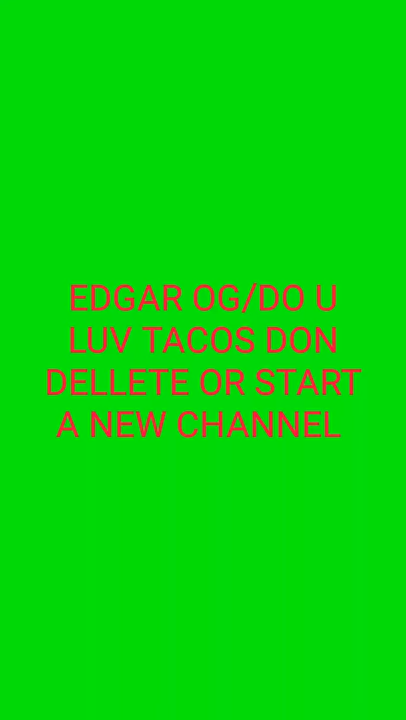 EDGAR OG/DO U
LUV TACOS DON
DELLETE OR START
A NEW CHANNEL